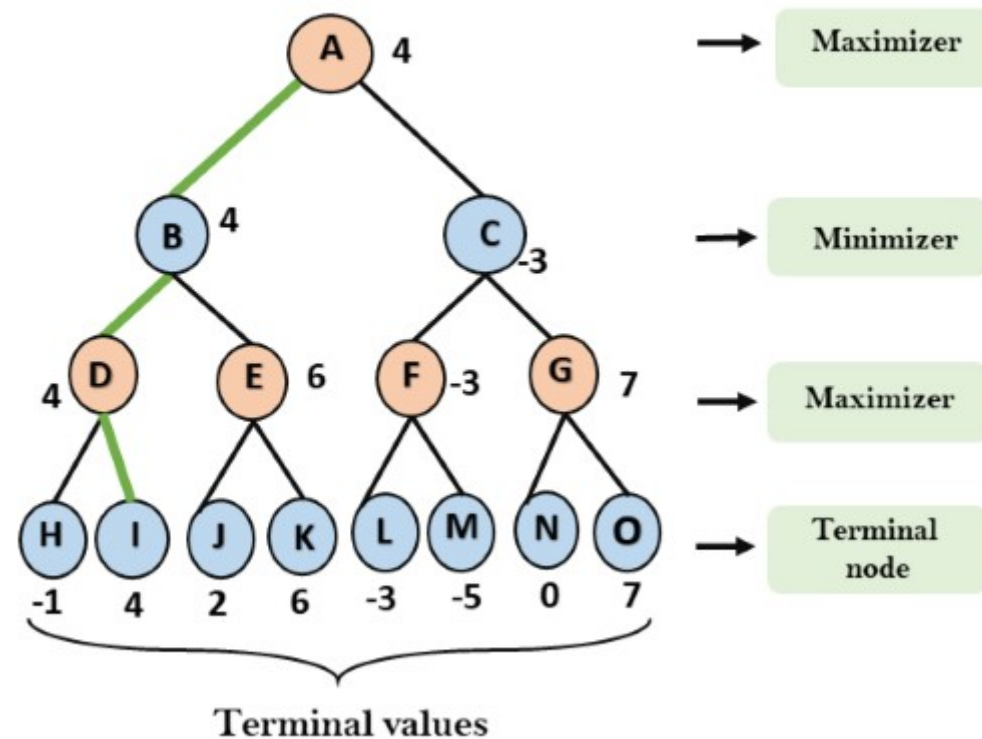 A 4 Maximizer
B 4 C -3 Minimizer
D 4 E 6 F -3 G 7 Maximizer
H I J K L M N O Terminal
node
-1 4 2 6 -3 -5 0 7
Terminal values